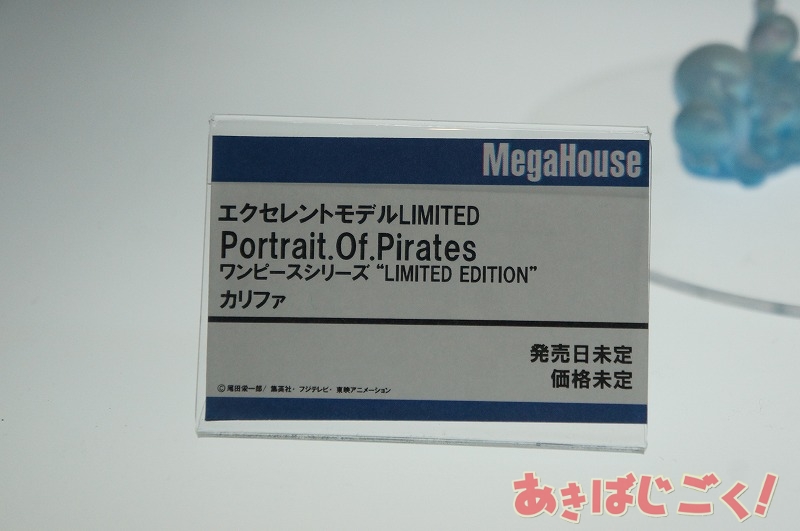 MegaHouse
エクセレントモデルLIMITED
Portrait.Of.Pirates
ワンピースシリーズ “LIMITED EDITION”
カリファ
発売日未定
価格未定
©尾田栄一郎/集英社・フジテレビ・東映アニメーション
あきばじごく!